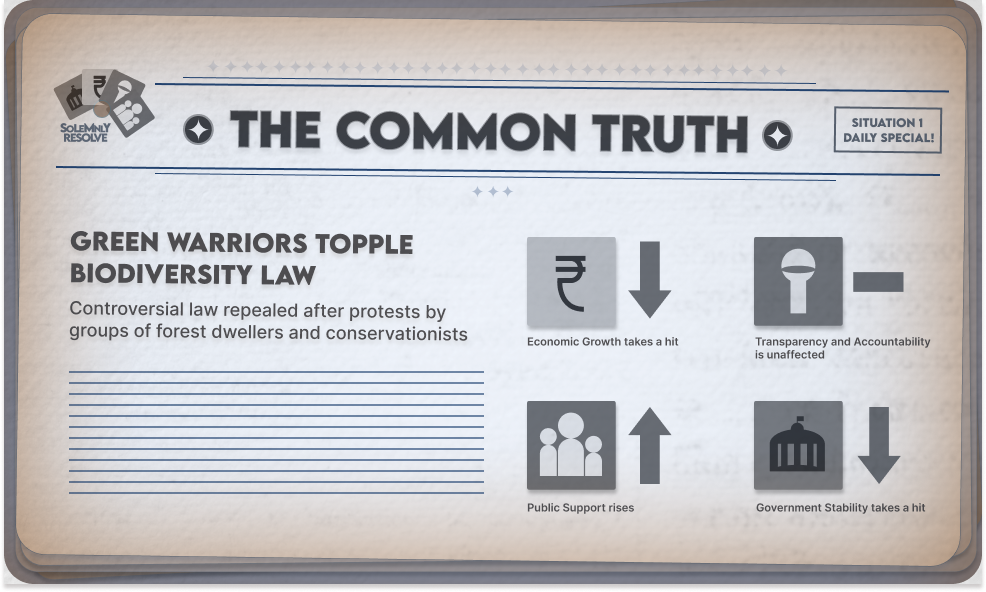 ₹
SOLEMNLY
RESOLVE
THE COMMON TRUTH
SITUATION 1
DAILY SPECIAL!
GREEN WARRIORS TOPPLE
BIODIVERSITY LAW
Controversial law repealed after protests by
groups of forest dwellers and conservationists
₹
Economic Growth takes a hit
Transparency and Accountability
is unaffected
Public Support rises
Government Stability takes a hit